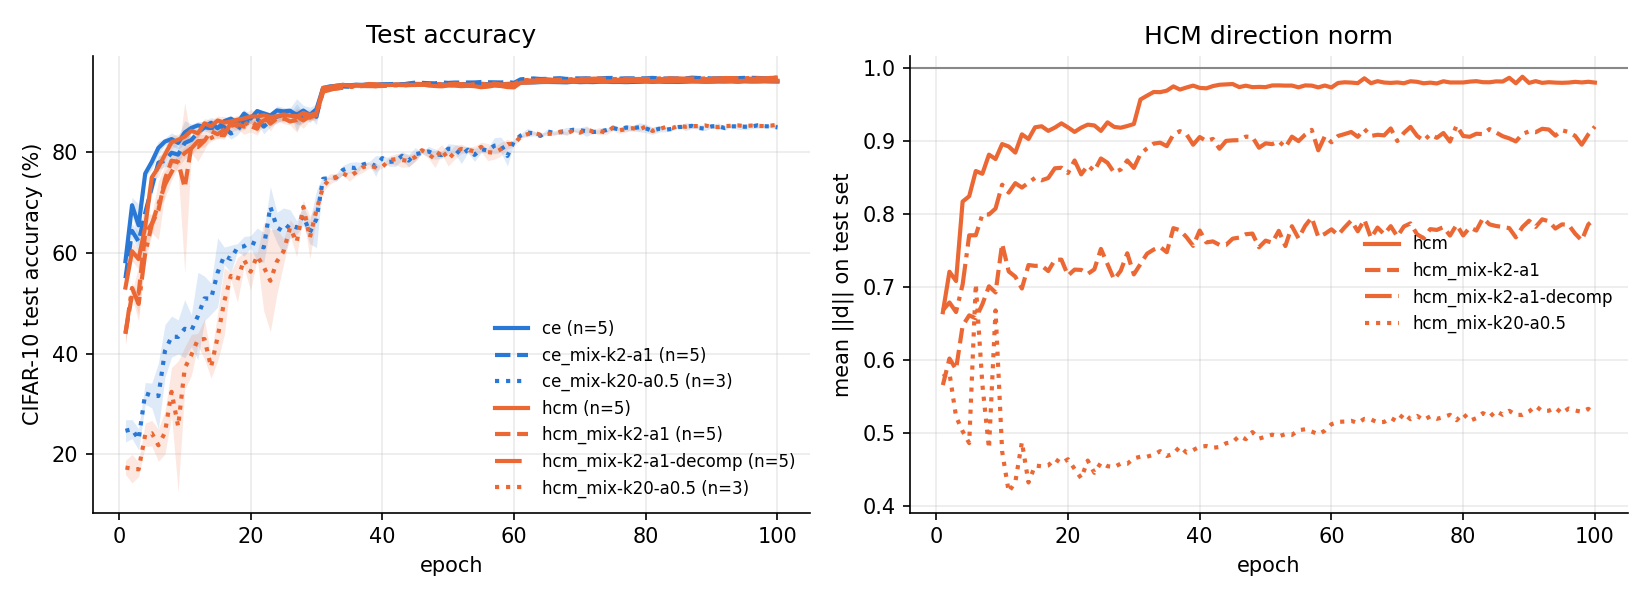 Test accuracy
CIFAR-10 test accuracy (%)
80
60
40
20
0
20
40
60
80
100
epoch
ce (n=5)
ce_mix-k2-a1 (n=5)
ce_mix-k20-a0.5 (n=3)
hcm (n=5)
hcm_mix-k2-a1 (n=5)
hcm_mix-k2-a1-decomp (n=5)
hcm_mix-k20-a0.5 (n=3)
HCM direction norm
mean ||d|| on test set
1.0
0.9
0.8
0.7
0.6
0.5
0.4
0
20
40
60
80
100
epoch
hcm
hcm_mix-k2-a1
hcm_mix-k2-a1-decomp
hcm_mix-k20-a0.5